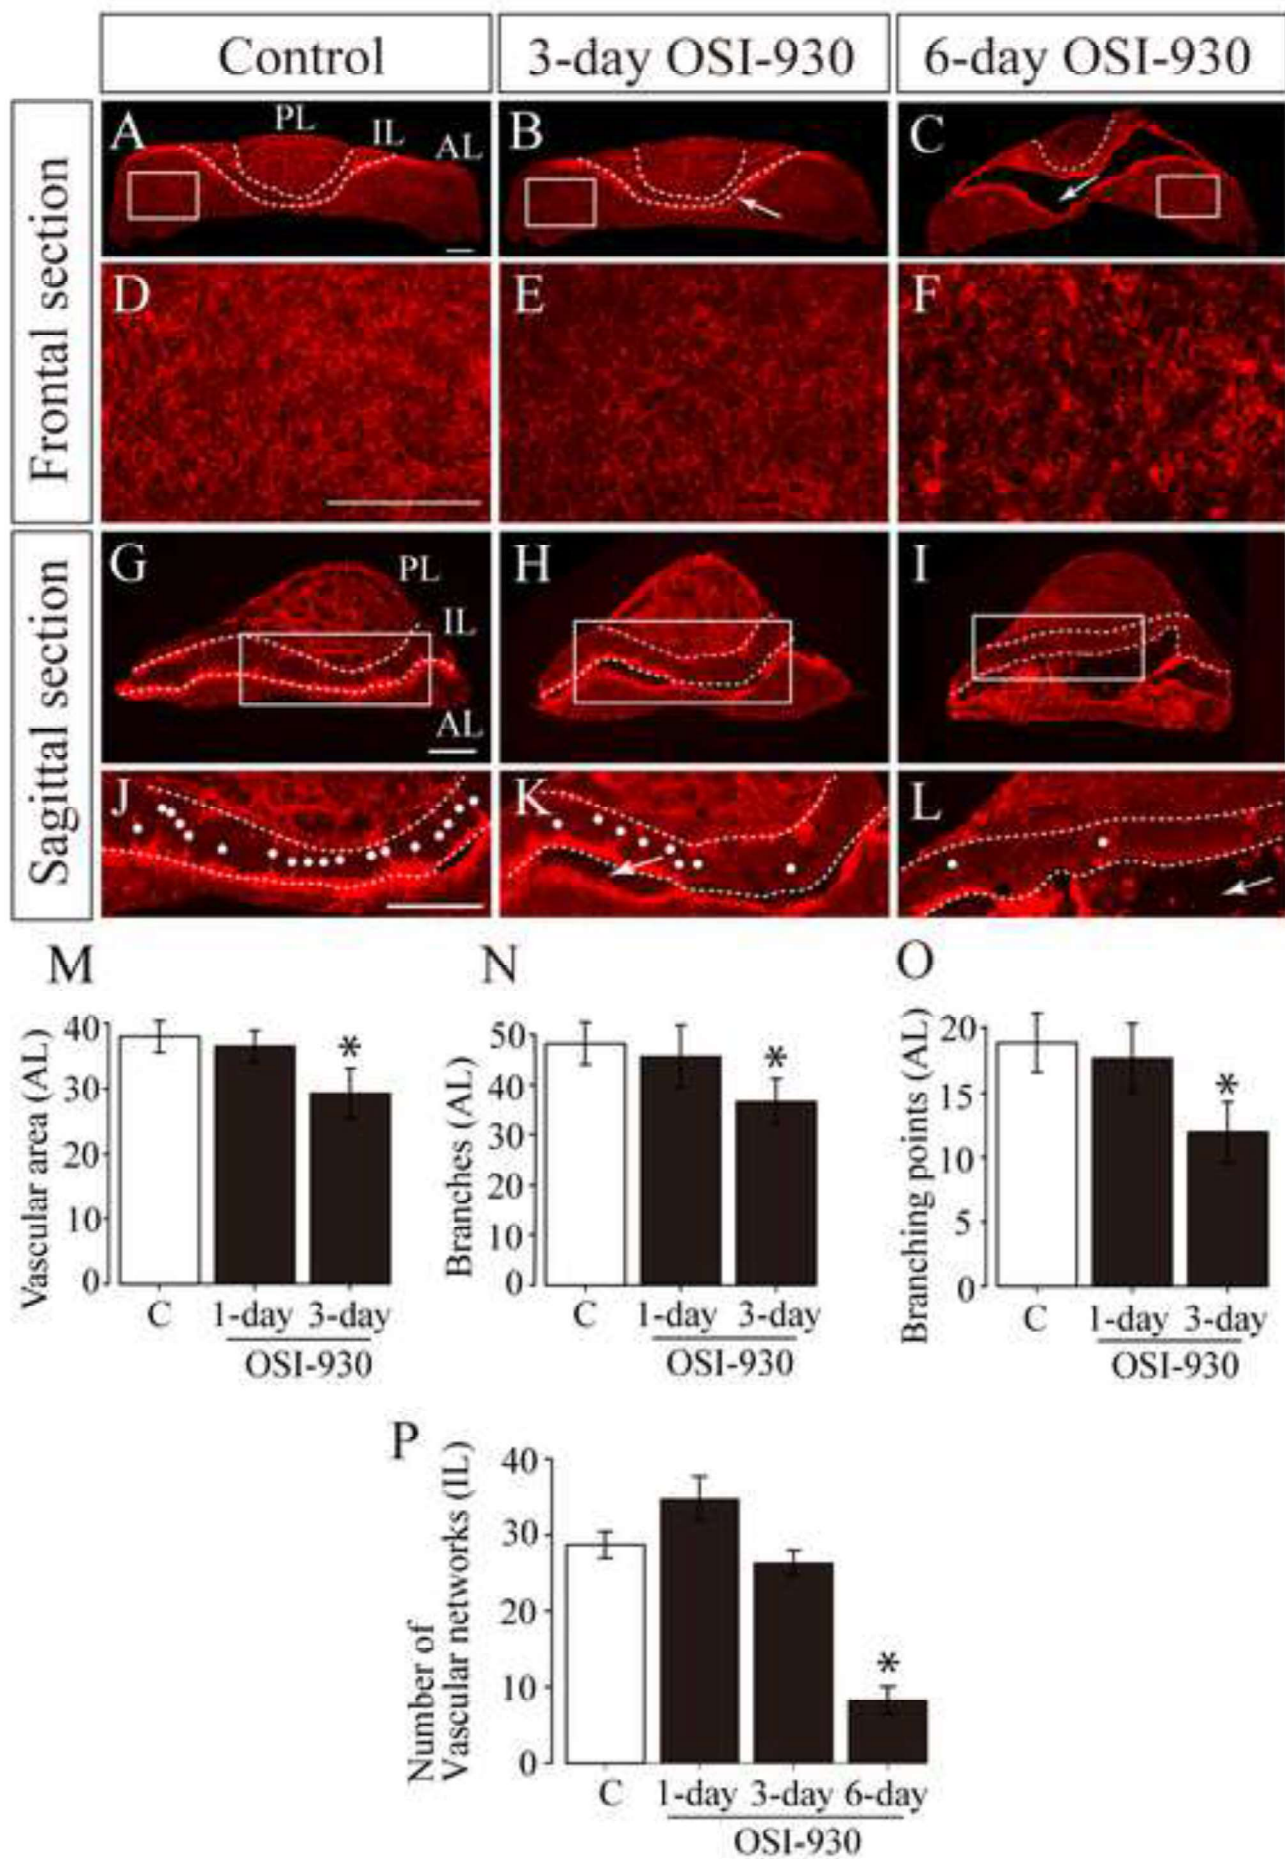 Control
3-day OSI-930
6-day OSI-930
Frontal section
A
PL
IL
AL
B
C
D
E
F
Sagittal section
G
PL
IL
AL
H
I
J
K
L
M
Vascular area (AL)
40
30
20
10
0
*
C
1-day
3-day
OSI-930
N
Branches (AL)
50
40
30
20
10
0
*
C
1-day
3-day
OSI-930
O
Branching points (AL)
20
15
10
5
0
*
C
1-day
3-day
OSI-930
P
Number of
Vascular networks (IL)
40
30
20
10
0
*
C
1-day
3-day
6-day
OSI-930